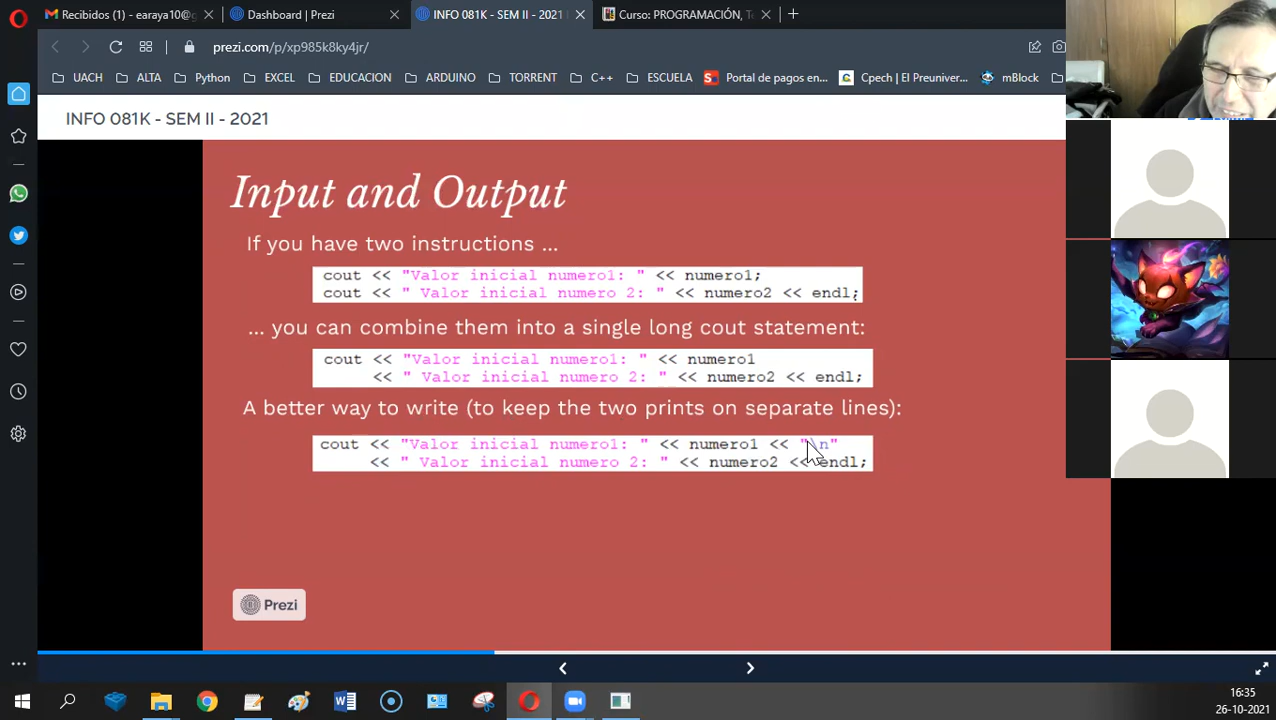 Recibidos (1) - earaya10@g
Dashboard | Prezi
INFO 081K - SEM II - 2021
Curso: PROGRAMACIÓN, T
prezi.com/p/xp985k8ky4jr/
UACH
ALTA
Python
EXCEL
EDUCACION
ARDUINO
TORRENT
C++
ESCUELA
Portal de pagos en...
Cpech | El Preuniver...
mBlock
INFO 081K - SEM II - 2021
Input and Output
If you have two instructions ...
cout << "Valor inicial numero1: " << numero1;
cout << " Valor inicial numero 2: " << numero2 << endl;
... you can combine them into a single long cout statement:
cout << "Valor inicial numero1: " << numero1
<< " Valor inicial numero 2: " << numero2 << endl;
A better way to write (to keep the two prints on separate lines):
cout << "Valor inicial numero1: " << numero1 << "\n"
<< " Valor inicial numero 2: " << numero2 << endl;
Prezi
16:35
26-10-2021